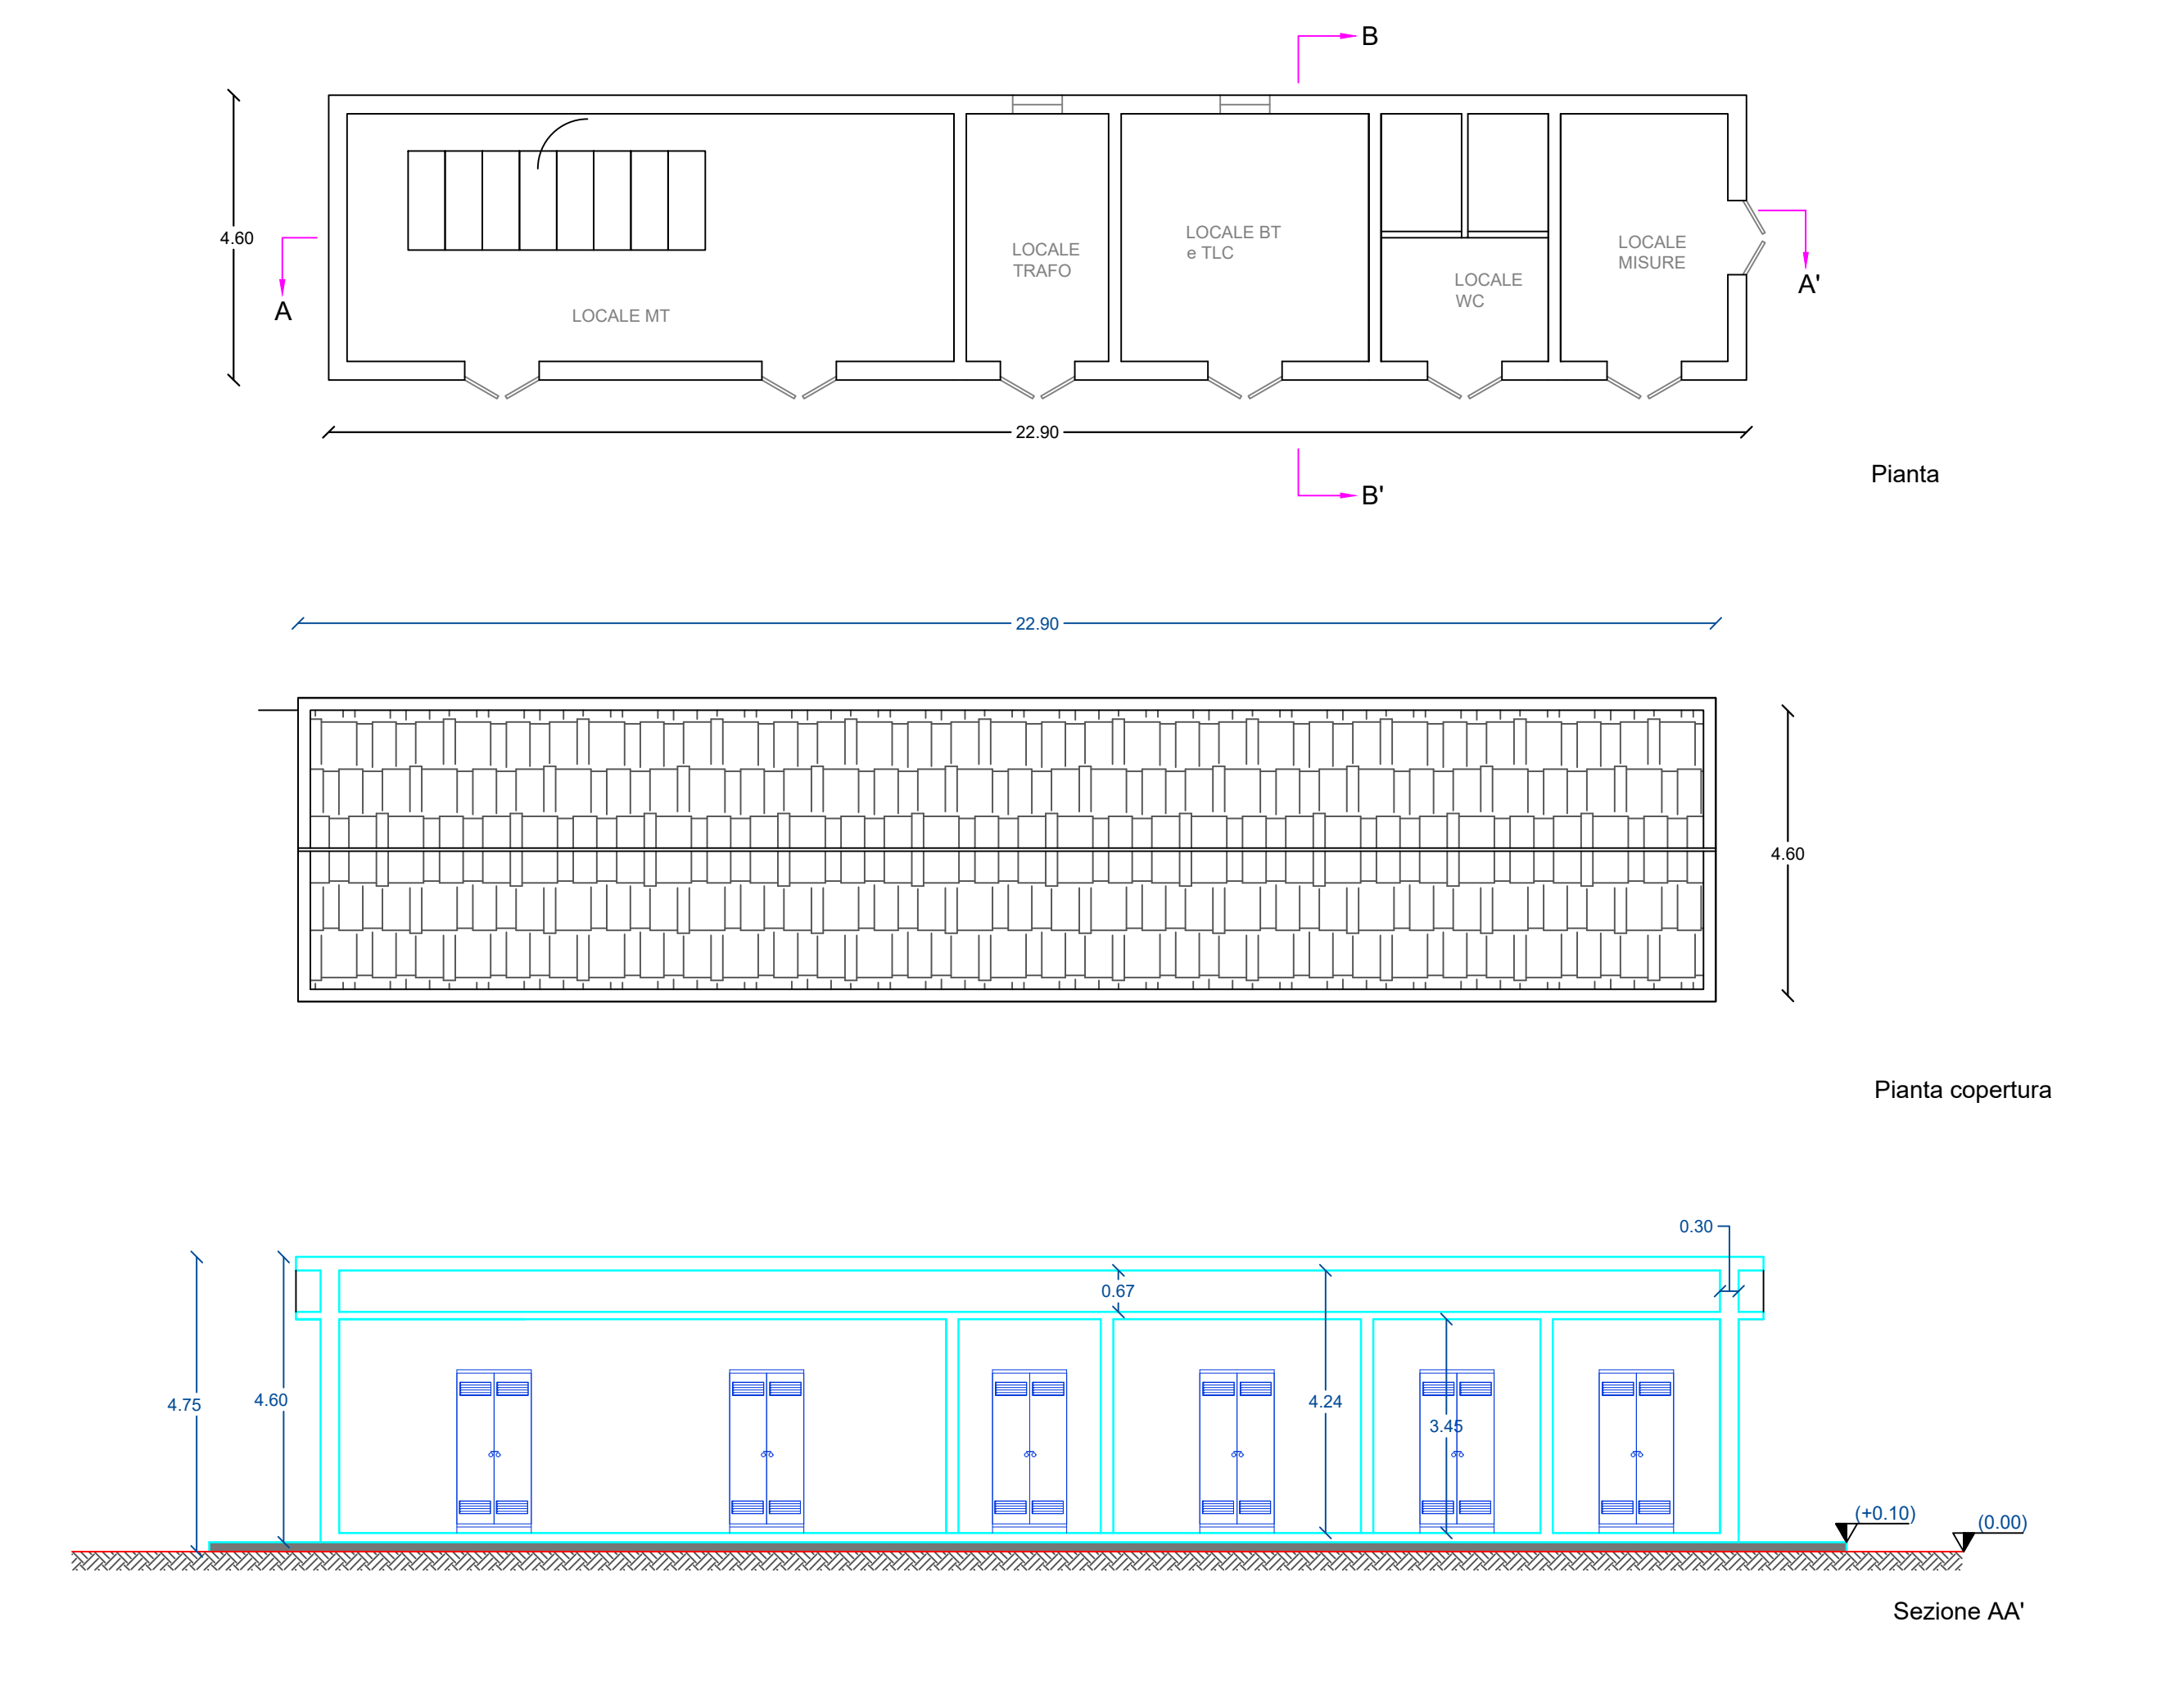 B
4.60
A
LOCALE MT
LOCALE
TRAFO
LOCALE BT
e TLC
LOCALE
WC
LOCALE
MISURE
A'
22.90
B'
Pianta
22.90
4.60
Pianta copertura
0.30
0.67
4.75
4.60
4.24
3.45
(+0.10)
(0.00)
Sezione AA'